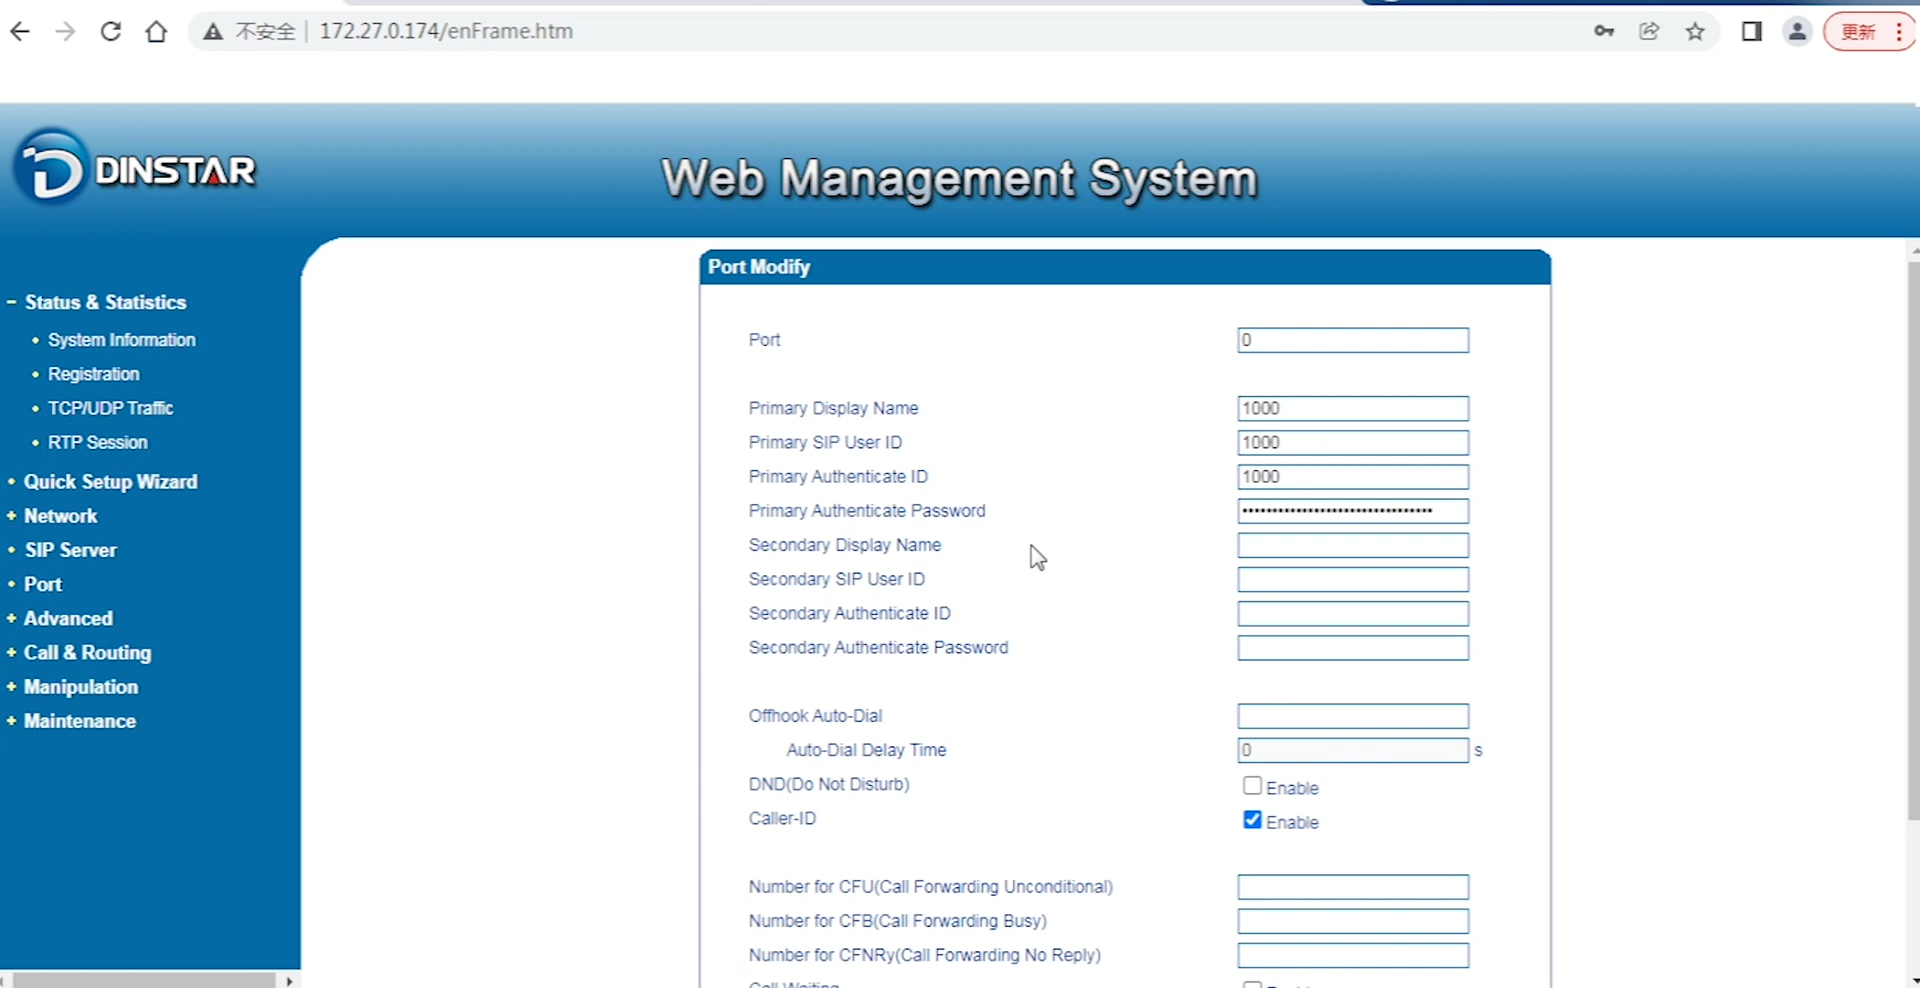 不安全 172.27.0.174/enFrame.htm 更新
DINSTAR
Web Management System
Port Modify
Status & Statistics
System Information
Registration
TCP/UDP Traffic
RTP Session
Quick Setup Wizard
Network
SIP Server
Port
Advanced
Call & Routing
Manipulation
Maintenance
Port 0
Primary Display Name 1000
Primary SIP User ID 1000
Primary Authenticate ID 1000
Primary Authenticate Password
Secondary Display Name
Secondary SIP User ID
Secondary Authenticate ID
Secondary Authenticate Password
Offhook Auto-Dial
Auto-Dial Delay Time 0 s
DND(Do Not Disturb) Enable
Caller-ID Enable
Number for CFU(Call Forwarding Unconditional)
Number for CFB(Call Forwarding Busy)
Number for CFNRy(Call Forwarding No Reply)
Call Waiting